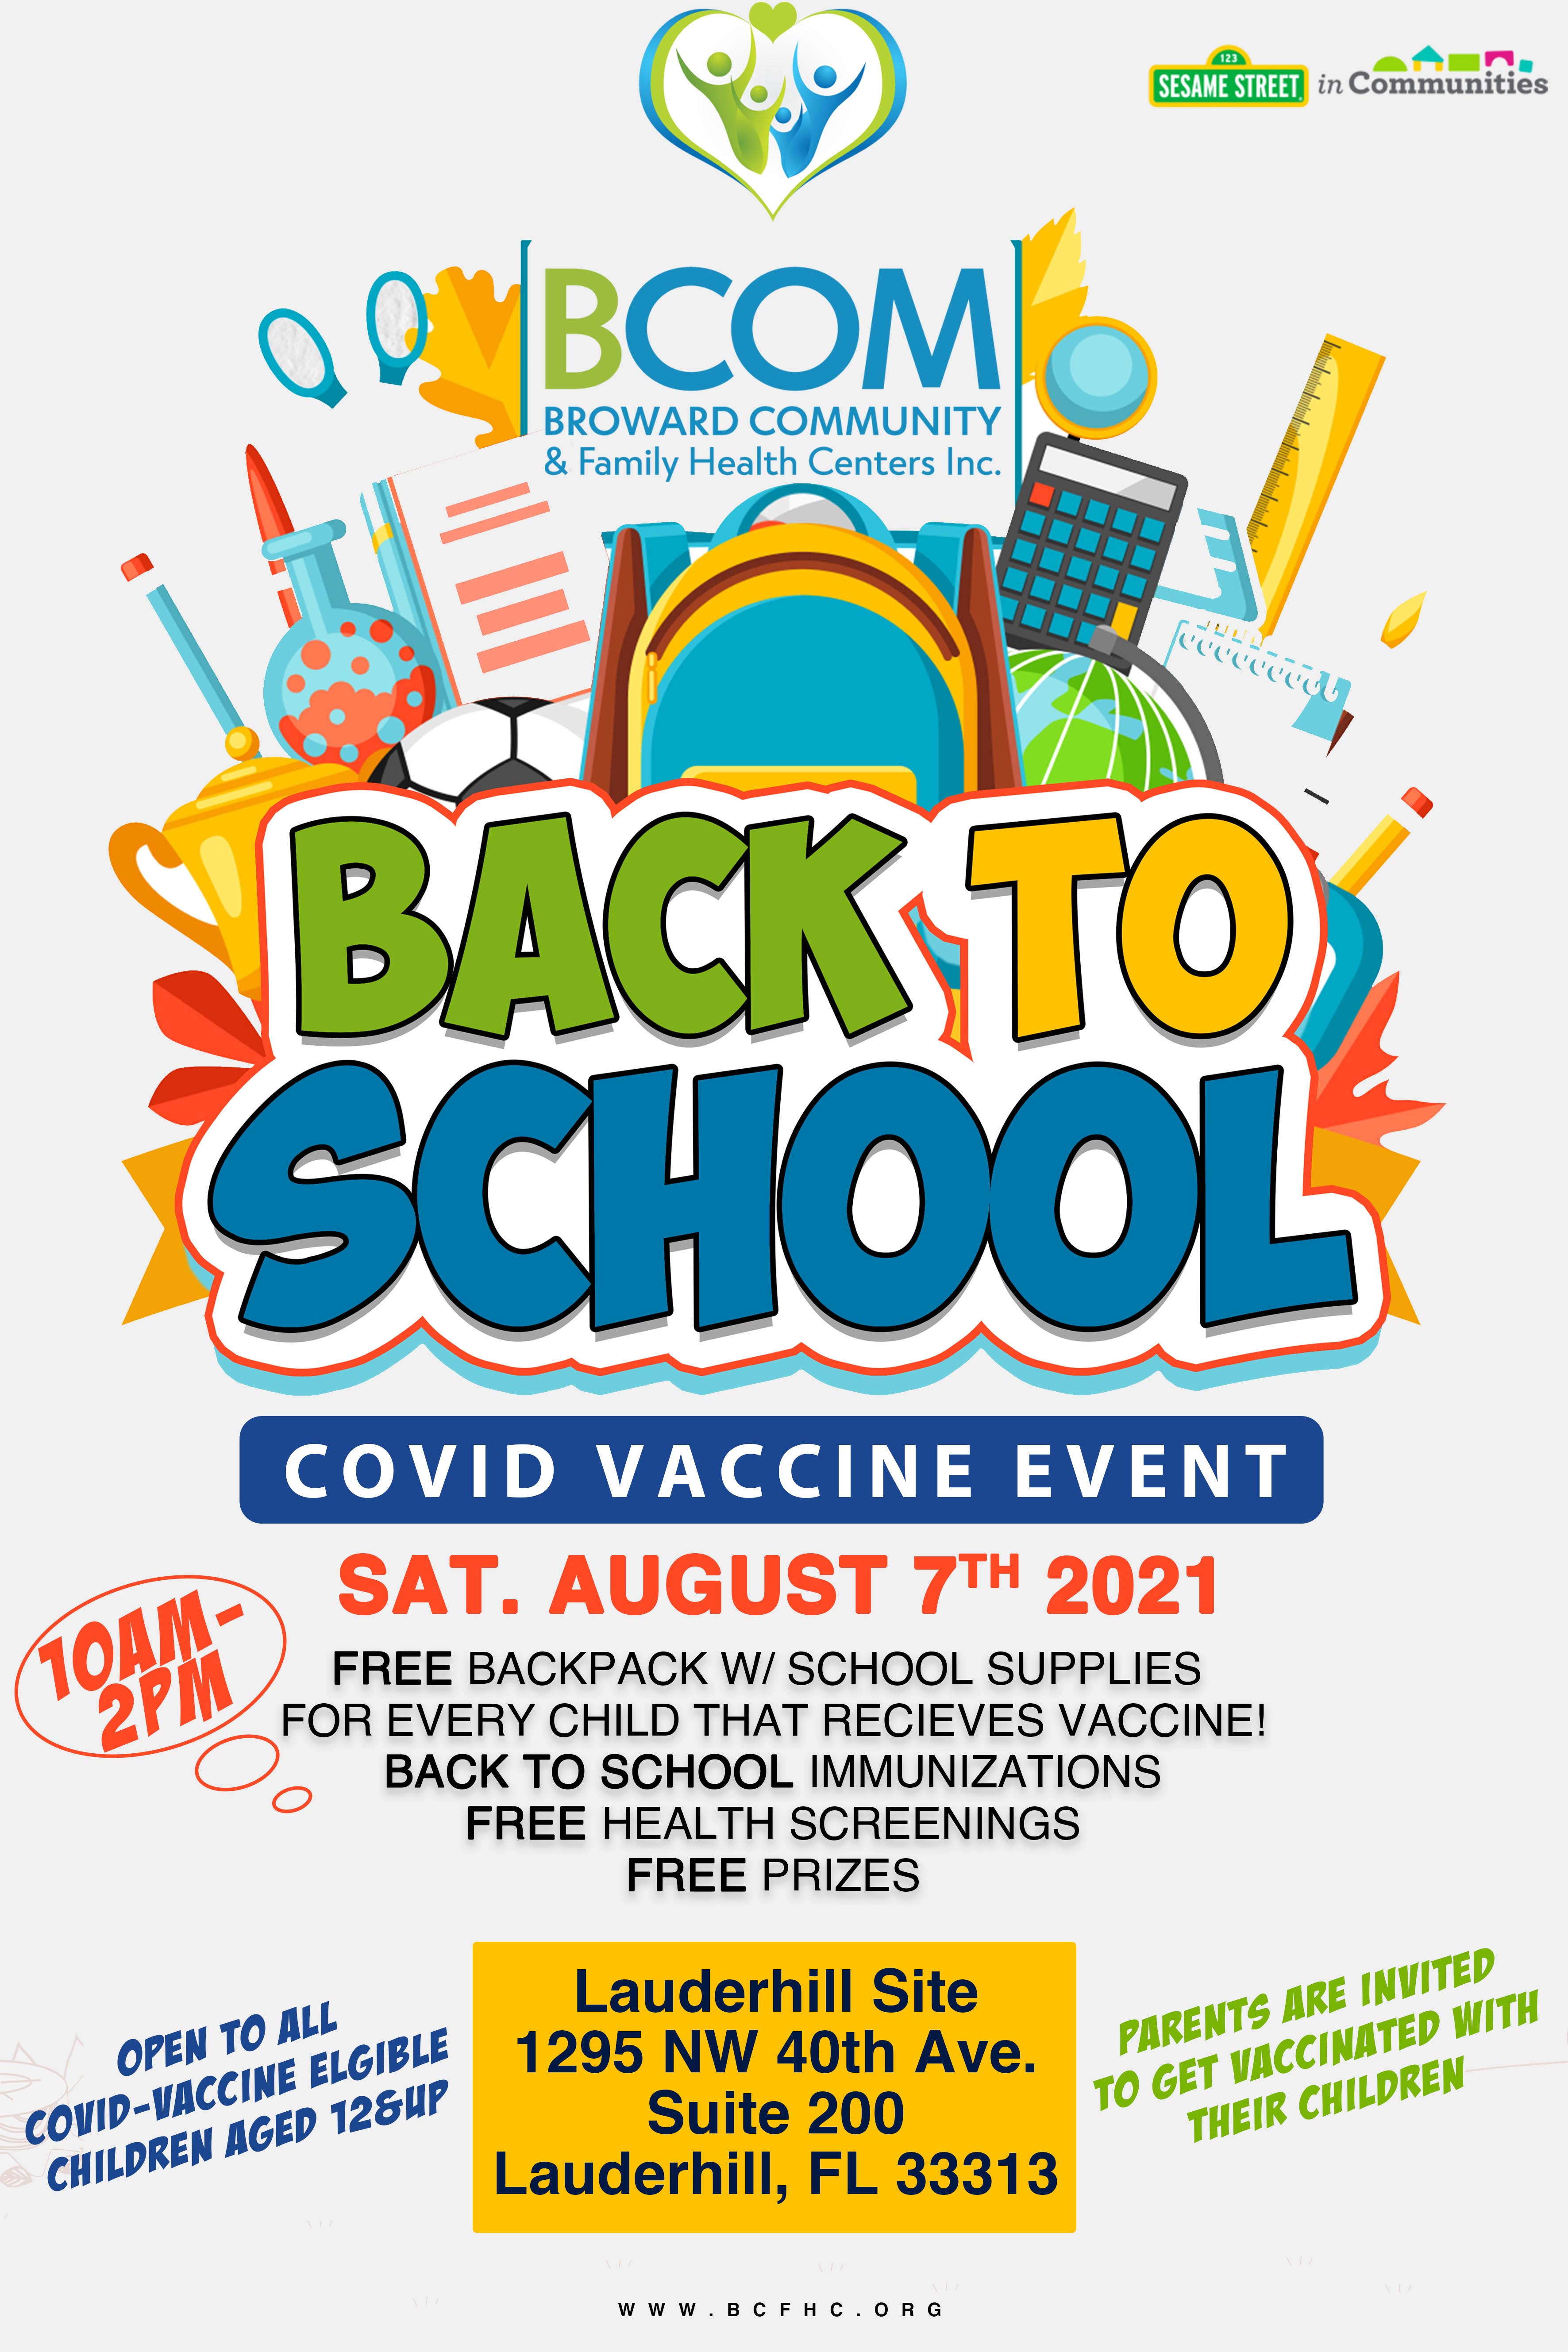 123
SESAME STREET in Communities
BCOM
BROWARD COMMUNITY
& Family Health Centers Inc.
BACK TO
SCHOOL
COVID VACCINE EVENT
SAT. AUGUST 7TH 2021
10AM-
2PM
FREE BACKPACK W/ SCHOOL SUPPLIES
FOR EVERY CHILD THAT RECIEVES VACCINE!
BACK TO SCHOOL IMMUNIZATIONS
FREE HEALTH SCREENINGS
FREE PRIZES
OPEN TO ALL
COVID-VACCINE ELGIBLE
CHILDREN AGED 12&UP
Lauderhill Site
1295 NW 40th Ave.
Suite 200
Lauderhill, FL 33313
PARENTS ARE INVITED
TO GET VACCINATED WITH
THEIR CHILDREN
WWW.BCFHC.ORG